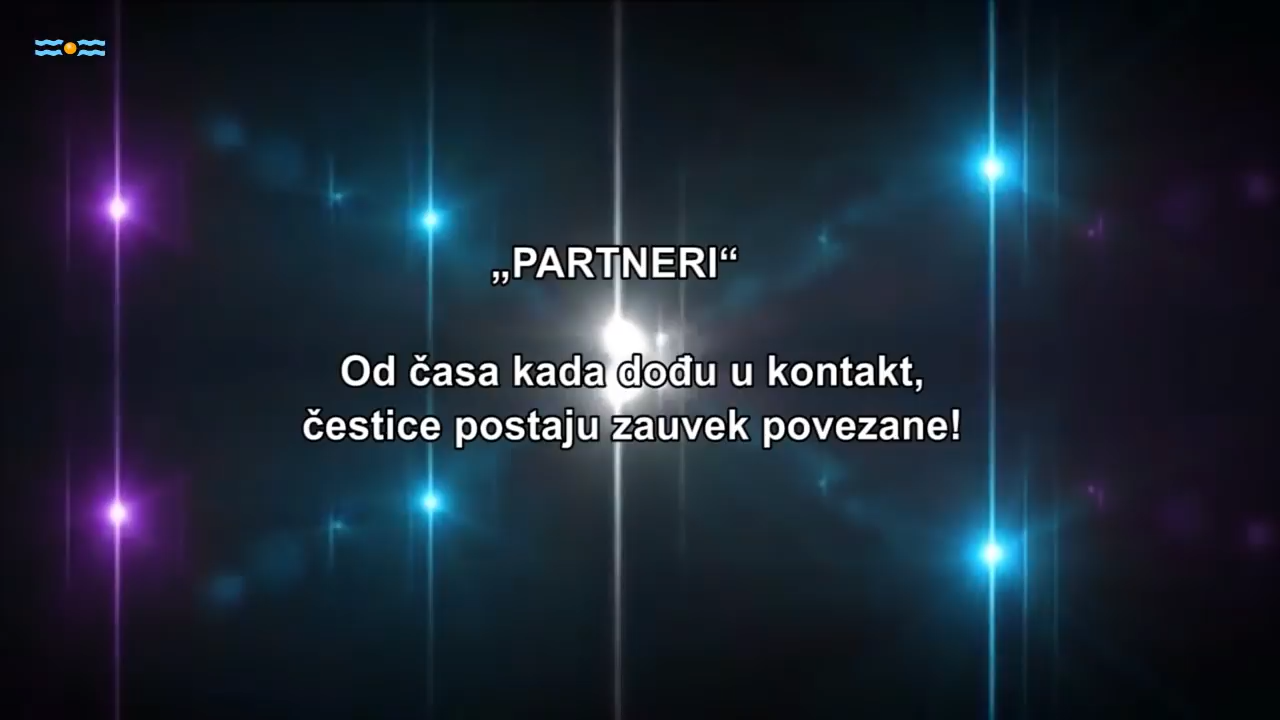 „PARTNERI“
Od časa kada dođu u kontakt,
čestice postaju zauvek povezane!